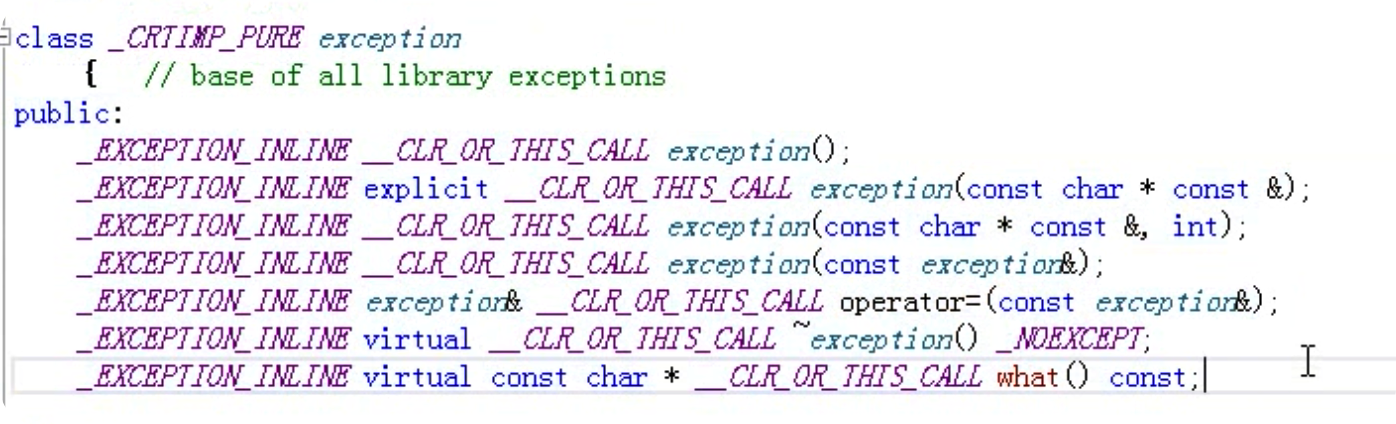 class _CRTIMP_PURE exception
    {   // base of all library exceptions
public:
    _EXCEPTION_INLINE __CLR_OR_THIS_CALL exception();
    _EXCEPTION_INLINE explicit __CLR_OR_THIS_CALL exception(const char * const &);
    _EXCEPTION_INLINE __CLR_OR_THIS_CALL exception(const char * const &, int);
    _EXCEPTION_INLINE __CLR_OR_THIS_CALL exception(const exception&);
    _EXCEPTION_INLINE exception& __CLR_OR_THIS_CALL operator=(const exception&);
    _EXCEPTION_INLINE virtual __CLR_OR_THIS_CALL ~exception() _NOEXCEPT;
    _EXCEPTION_INLINE virtual const char * __CLR_OR_THIS_CALL what() const;